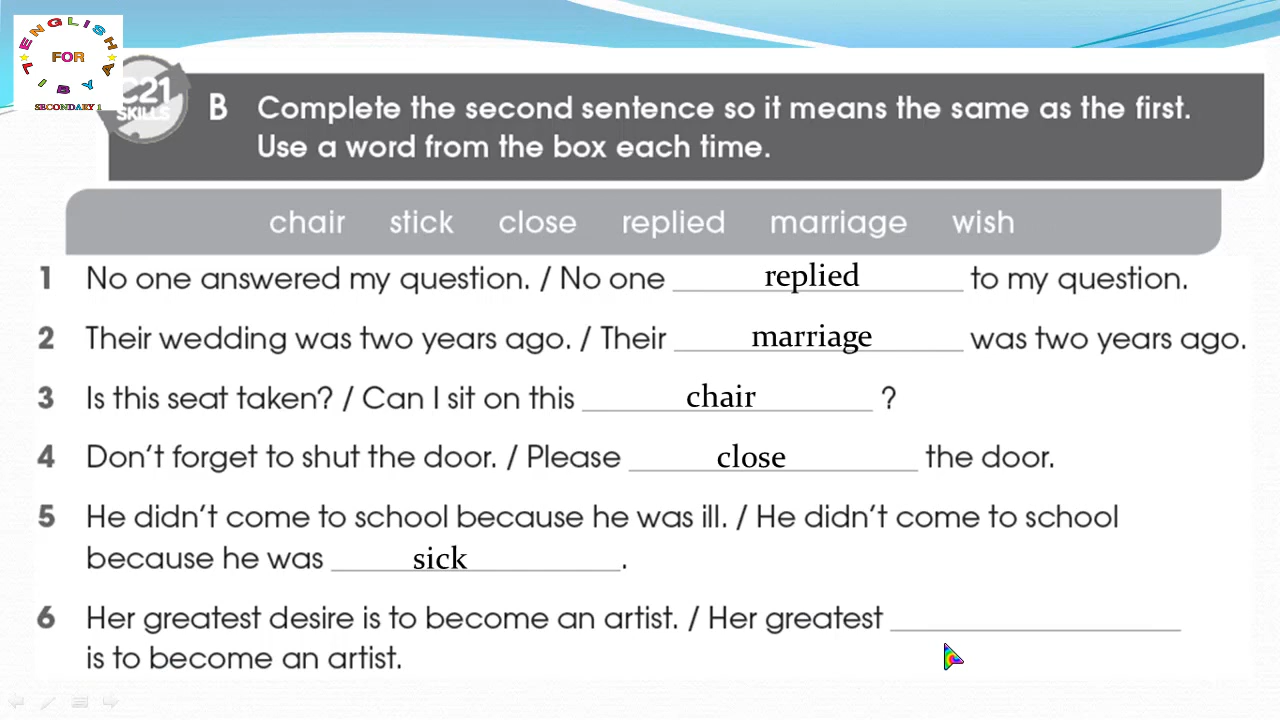 ENGLISH
FOR
LIBYA
SECONDARY 1
C21
SKILLS
B Complete the second sentence so it means the same as the first.
Use a word from the box each time.
chair stick close replied marriage wish
1 No one answered my question. / No one replied to my question.
2 Their wedding was two years ago. / Their marriage was two years ago.
3 Is this seat taken? / Can I sit on this chair ?
4 Don't forget to shut the door. / Please close the door.
5 He didn't come to school because he was ill. / He didn't come to school
because he was sick .
6 Her greatest desire is to become an artist. / Her greatest
is to become an artist.